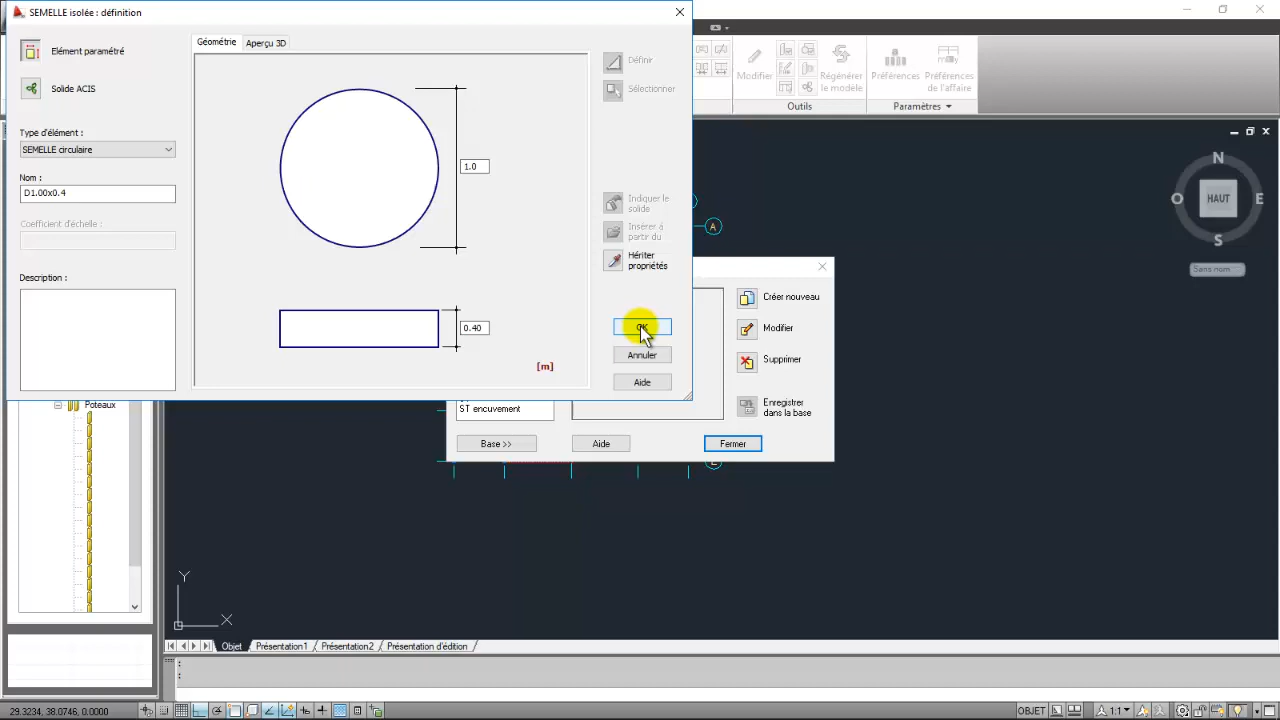 SEMELLE isolée : définition
Elément paramétré
Solide ACIS
Type d'élément :
SEMELLE circulaire
Nom :
D1.00x0.4
Coefficient d'échelle :
Description :
Géométrie
Aperçu 3D
1.0
0.40
[m]
Définir
Sélectionner
Indiquer le
solide
Insérer à
partir du
Hériter
propriétés
OK
Annuler
Aide
Modifier
Régénérer
le modèle
Outils
Préférences
Préférences
de l'affaire
Paramètres
N
O
HAUT
E
S
Sans nom
A
Créer nouveau
Modifier
Supprimer
Enregistrer
dans la base
ST encuvement
Base >>
Aide
Fermer
Poteaux
Y
X
Objet
Présentation1
Présentation2
Présentation d'édition
:
:
29.3234, 38.0746, 0.0000
OBJET
1:1